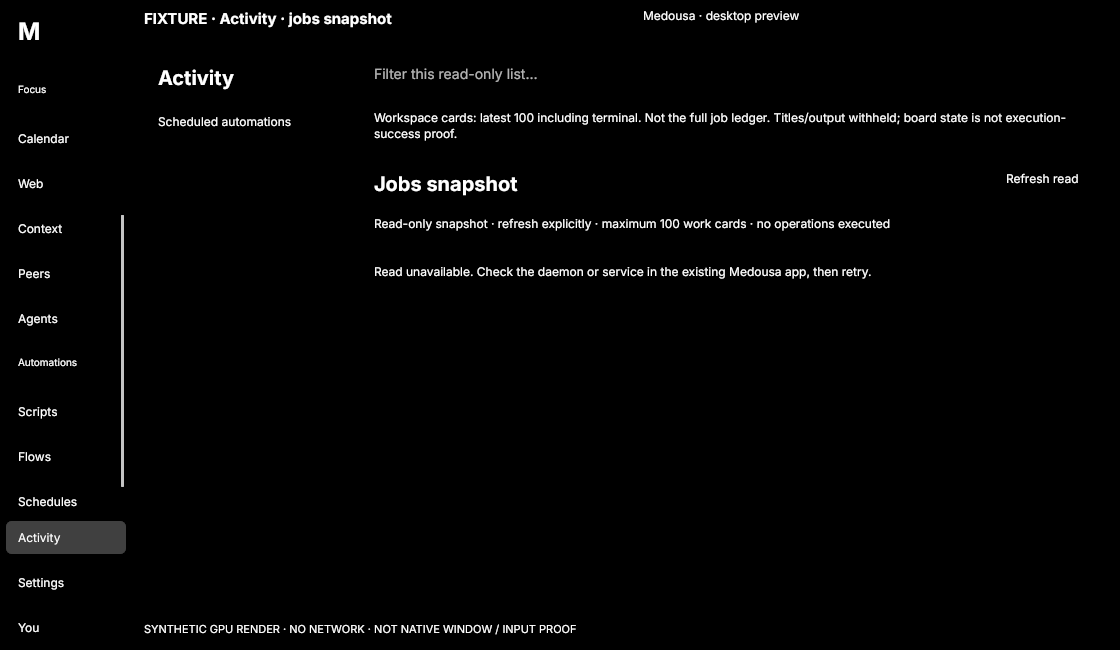 M
FIXTURE · Activity · jobs snapshot
Medousa · desktop preview
Focus
Calendar
Web
Context
Peers
Agents
Automations
Scripts
Flows
Schedules
Activity
Settings
You
Activity
Scheduled automations
Filter this read-only list...
Workspace cards: latest 100 including terminal. Not the full job ledger. Titles/output withheld; board state is not execution-
success proof.
Jobs snapshot
Refresh read
Read-only snapshot · refresh explicitly · maximum 100 work cards · no operations executed
Read unavailable. Check the daemon or service in the existing Medousa app, then retry.
SYNTHETIC GPU RENDER · NO NETWORK · NOT NATIVE WINDOW / INPUT PROOF